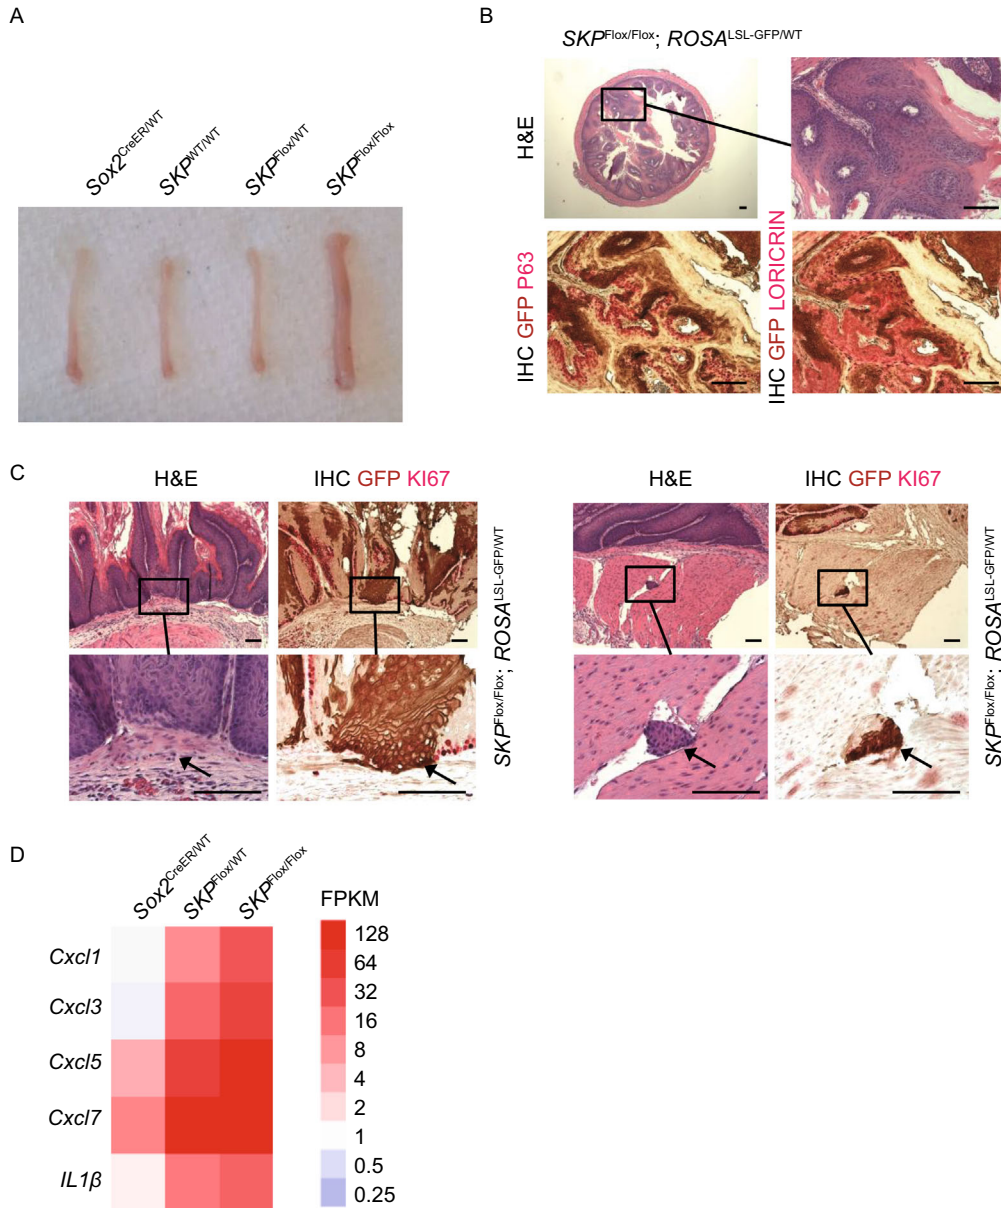 A
Sox2CreER/WT
SKPWT/WT
SKPFlox/WT
SKPFlox/Flox
B
SKPFlox/Flox; ROSALSL-GFP/WT
H&E
IHC GFP P63
IHC GFP LORICRIN
C
H&E
IHC GFP KI67
SKPFlox/Flox; ROSALSL-GFP/WT
H&E
IHC GFP KI67
SKPFlox/Flox; ROSALSL-GFP/WT
D
Sox2CreER/WT
SKPFlox/WT
SKPFlox/Flox
FPKM
Cxcl1
Cxcl3
Cxcl5
Cxcl7
IL1β
128
64
32
16
8
4
2
1
0.5
0.25